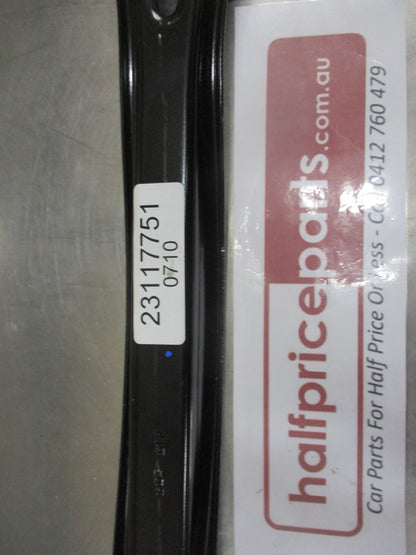 23117751
0710
halfpriceparts.com.au
Car Parts For Half Price Or Less - Call 0412 760 479